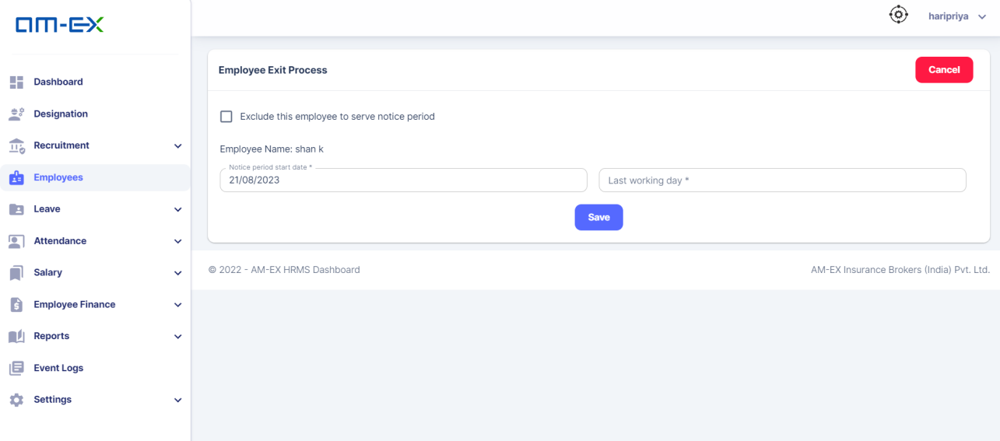 am-ex
haripriya
Dashboard
Designation
Recruitment
Employees
Leave
Attendance
Salary
Employee Finance
Reports
Event Logs
Settings
Employee Exit Process
Cancel
Exclude this employee to serve notice period
Employee Name: shan k
Notice period start date *
21/08/2023
Last working day *
Save
© 2022 - AM-EX HRMS Dashboard
AM-EX Insurance Brokers (India) Pvt. Ltd.